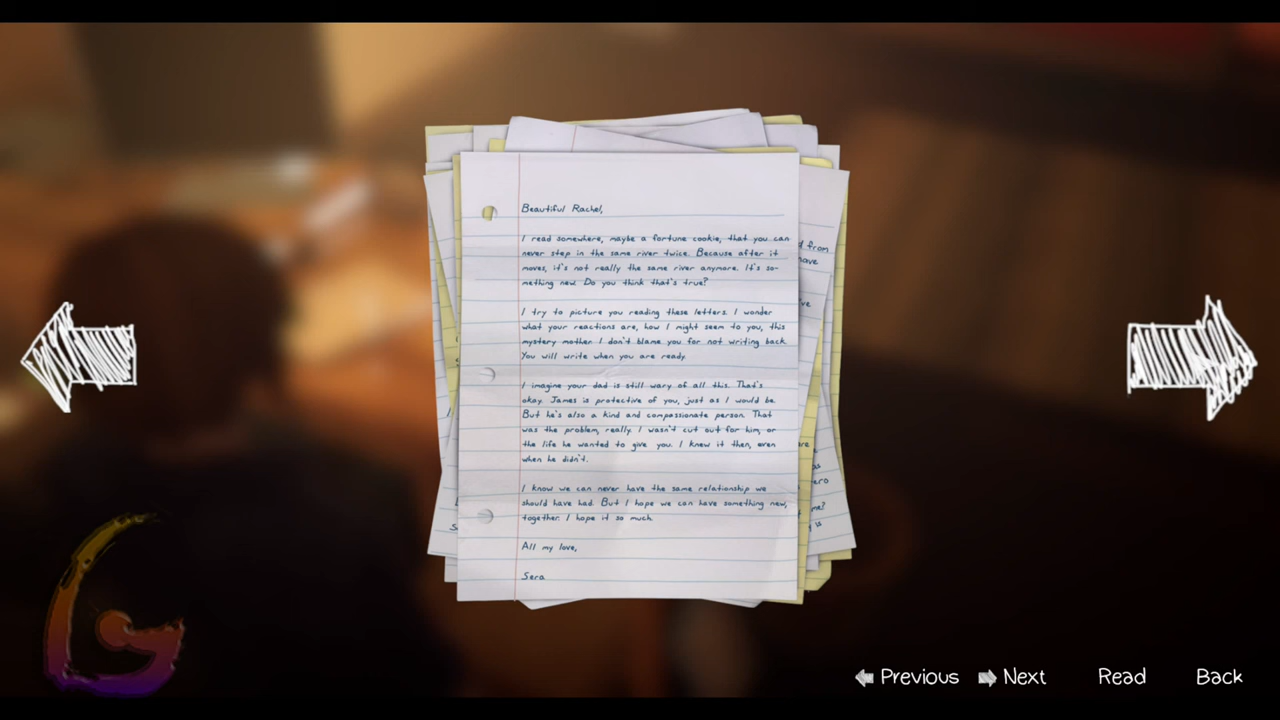 Beautiful Rachel,
I read somewhere, maybe a fortune cookie, that you can
never step in the same river twice. Because after it
moves, it's not really the same river anymore. It's so-
mething new. Do you think that's true?
I try to picture you reading these letters. I wonder
what your reactions are, how I might seem to you, this
mystery mother. I don't blame you for not writing back.
You will write when you are ready.
I imagine your dad is still wary of all this. That's
okay. James is protective of you, just as I would be.
But he's also a kind and compassionate person. That
was the problem, really. I wasn't cut out for him, or
the life he wanted to give you. I knew it then, even
when he didn't.
I know we can never have the same relationship we
should have had. But I hope we can have something new,
together. I hope it so much.
All my love,
Sera
from
have
Previous
Next
Read
Back